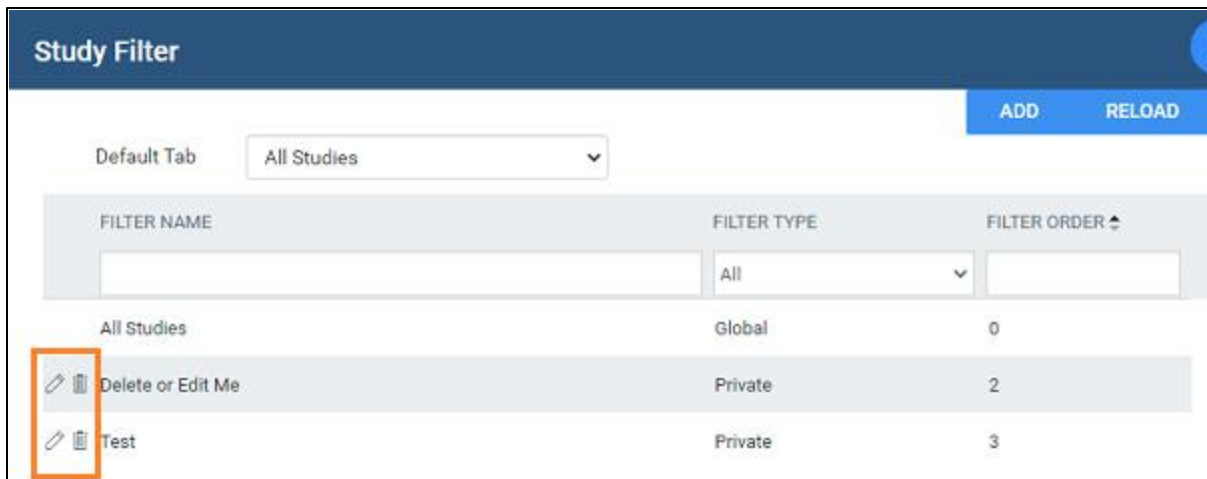 Study Filter
ADD RELOAD
Default Tab All Studies
FILTER NAME FILTER TYPE FILTER ORDER
All
All Studies Global 0
Delete or Edit Me Private 2
Test Private 3